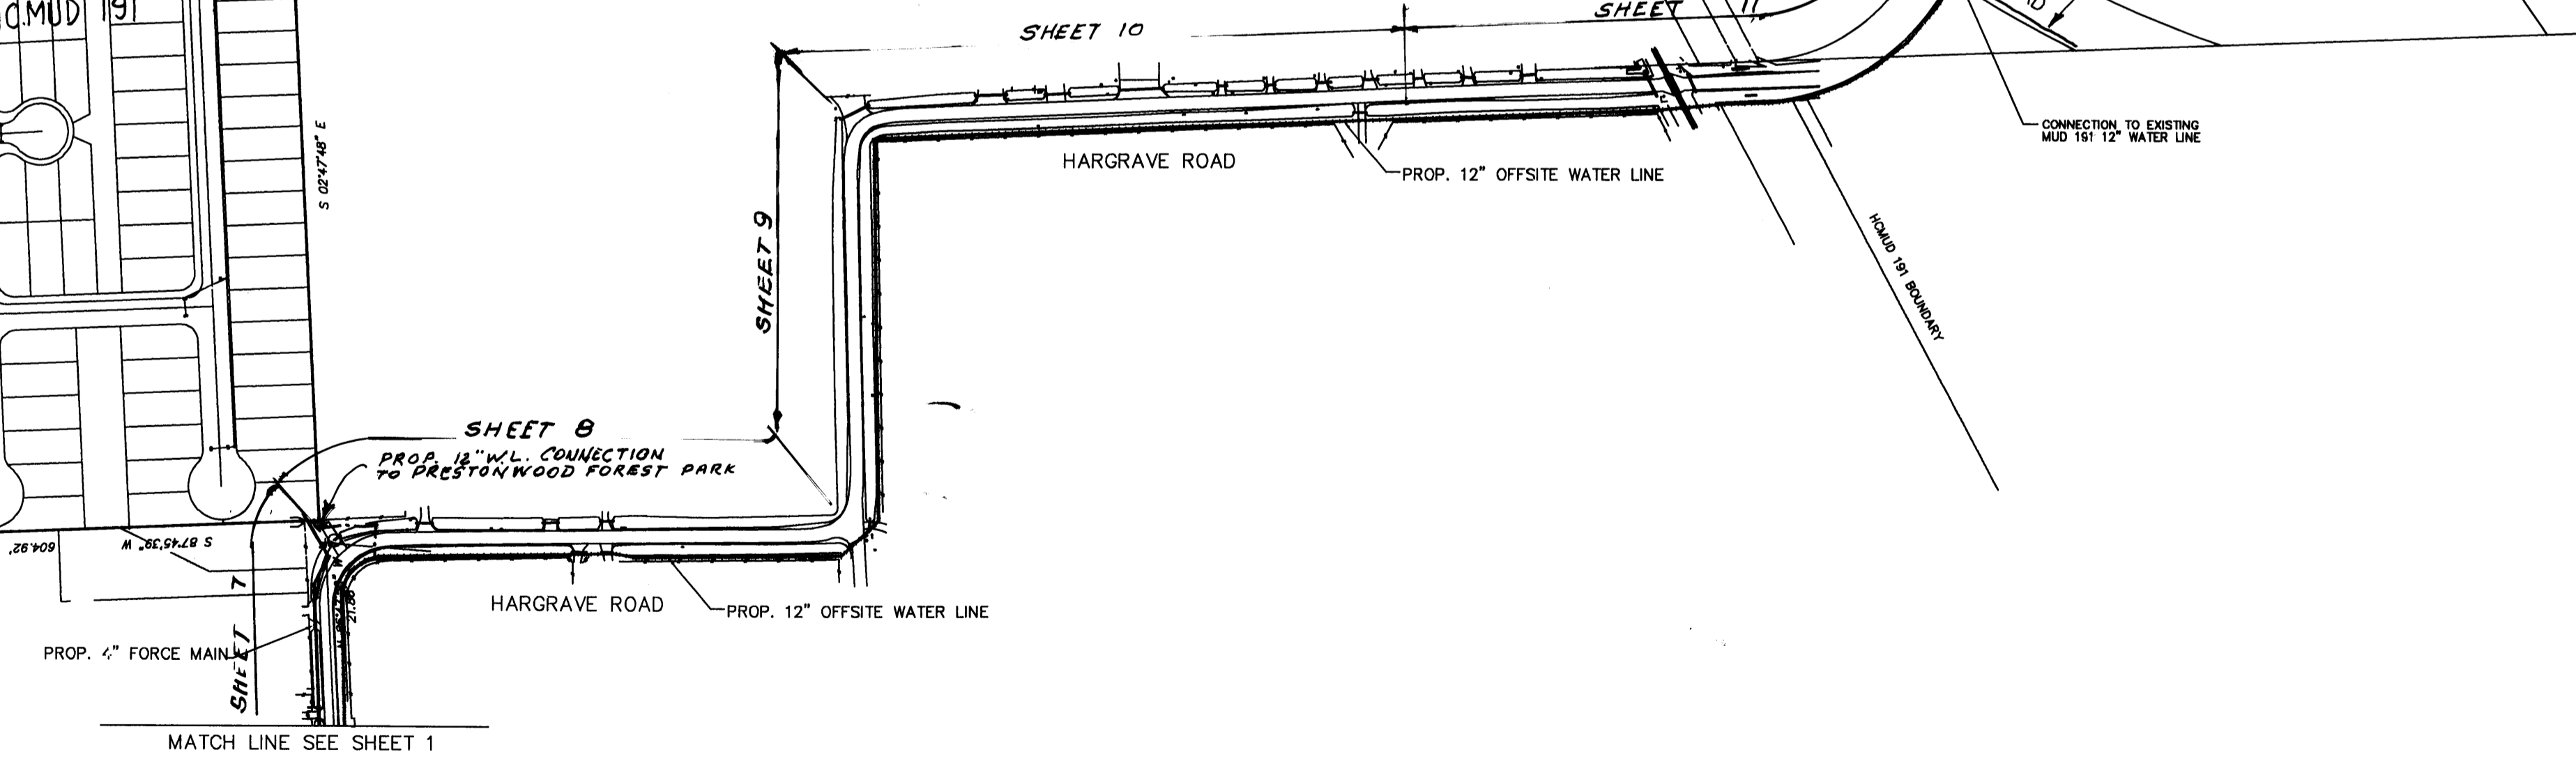 C.MUD 191
SHEET 10
SHEET 11
S 02°47'48" E
CONNECTION TO EXISTING
MUD 191 12" WATER LINE
HARGRAVE ROAD
PROP. 12" OFFSITE WATER LINE
SHEET 9
HCMUD 191 BOUNDARY
SHEET 8
PROP. 12" W.L. CONNECTION
TO PRESTONWOOD FOREST PARK
604.92'
S 87°45'39" W
SHEET 7
HARGRAVE ROAD
PROP. 12" OFFSITE WATER LINE
PROP. 4" FORCE MAIN
MATCH LINE SEE SHEET 1